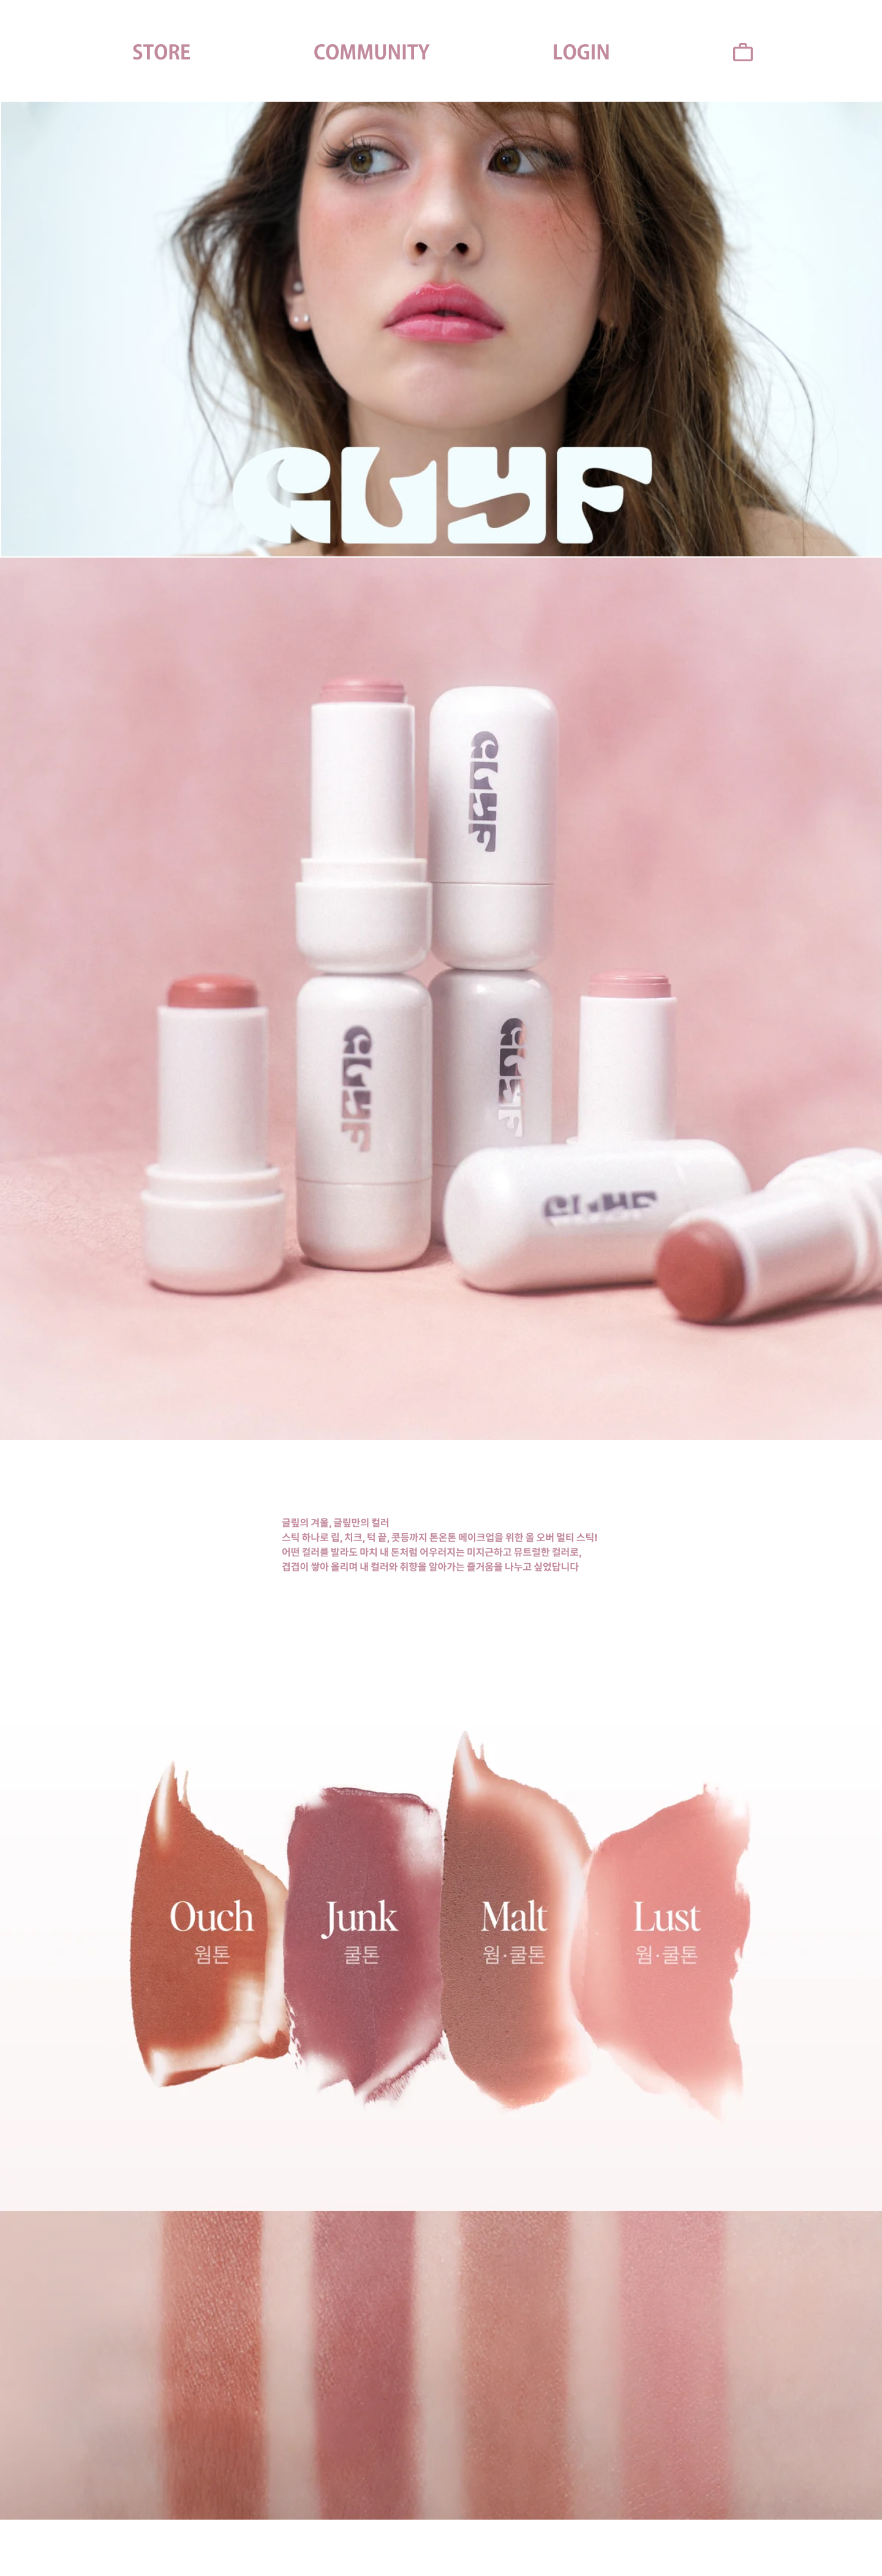 STORE COMMUNITY LOGIN
GLYF
GLYF
GLYF
GLYF
GLYF
글맆의 겨울, 글맆만의 컬러
스틱 하나로 립, 치크, 턱 끝, 콧등까지 톤온톤 메이크업을 위한 올 오버 멀티 스틱!
어떤 컬러를 발라도 마치 내 톤처럼 어우러지는 미지근하고 뮤트럴한 컬러로,
겹겹이 쌓아 올리며 내 컬러와 취향을 알아가는 즐거움을 나누고 싶었답니다
Ouch Junk Malt Lust
웜톤 쿨톤 웜·쿨톤 웜·쿨톤